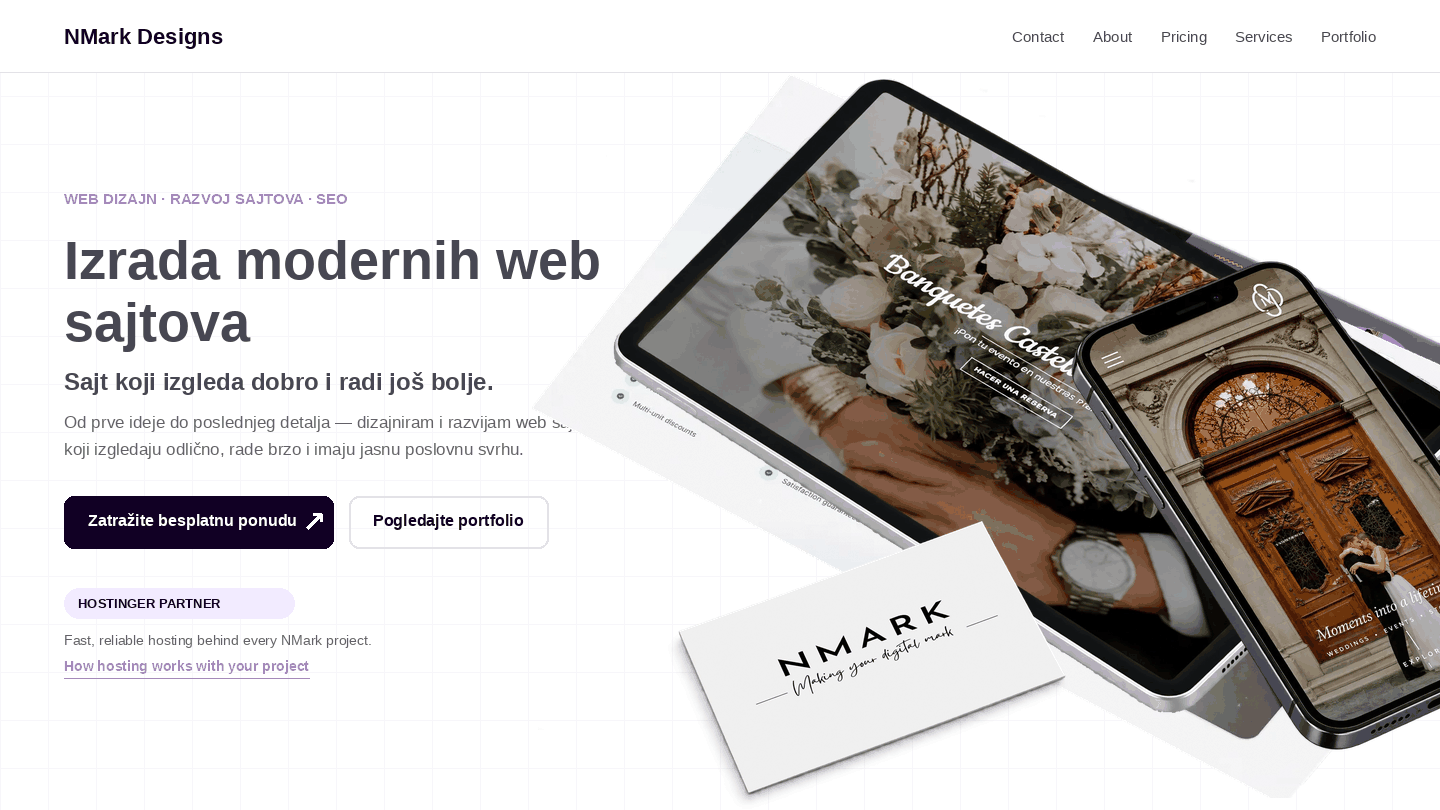 NMark Designs
Contact About Pricing Services Portfolio
WEB DIZAJN · RAZVOJ SAJTOVA · SEO
Izrada modernih web
sajtova
Sajt koji izgleda dobro i radi još bolje.
Od prve ideje do poslednjeg detalja — dizajniram i razvijam web
koji izgledaju odlično, rade brzo i imaju jasnu poslovnu svrhu.
Zatražite besplatnu ponudu
Pogledajte portfolio
HOSTINGER PARTNER
Fast, reliable hosting behind every NMark project.
How hosting works with your project
Banquetes
¡Pon tu evento en nuestras
HACER UNA RESERVA
Multi-unit discounts
Satisfaction
NMARK
Making your digital mark
M
Moments into a
WEDDINGS • EVENTS •